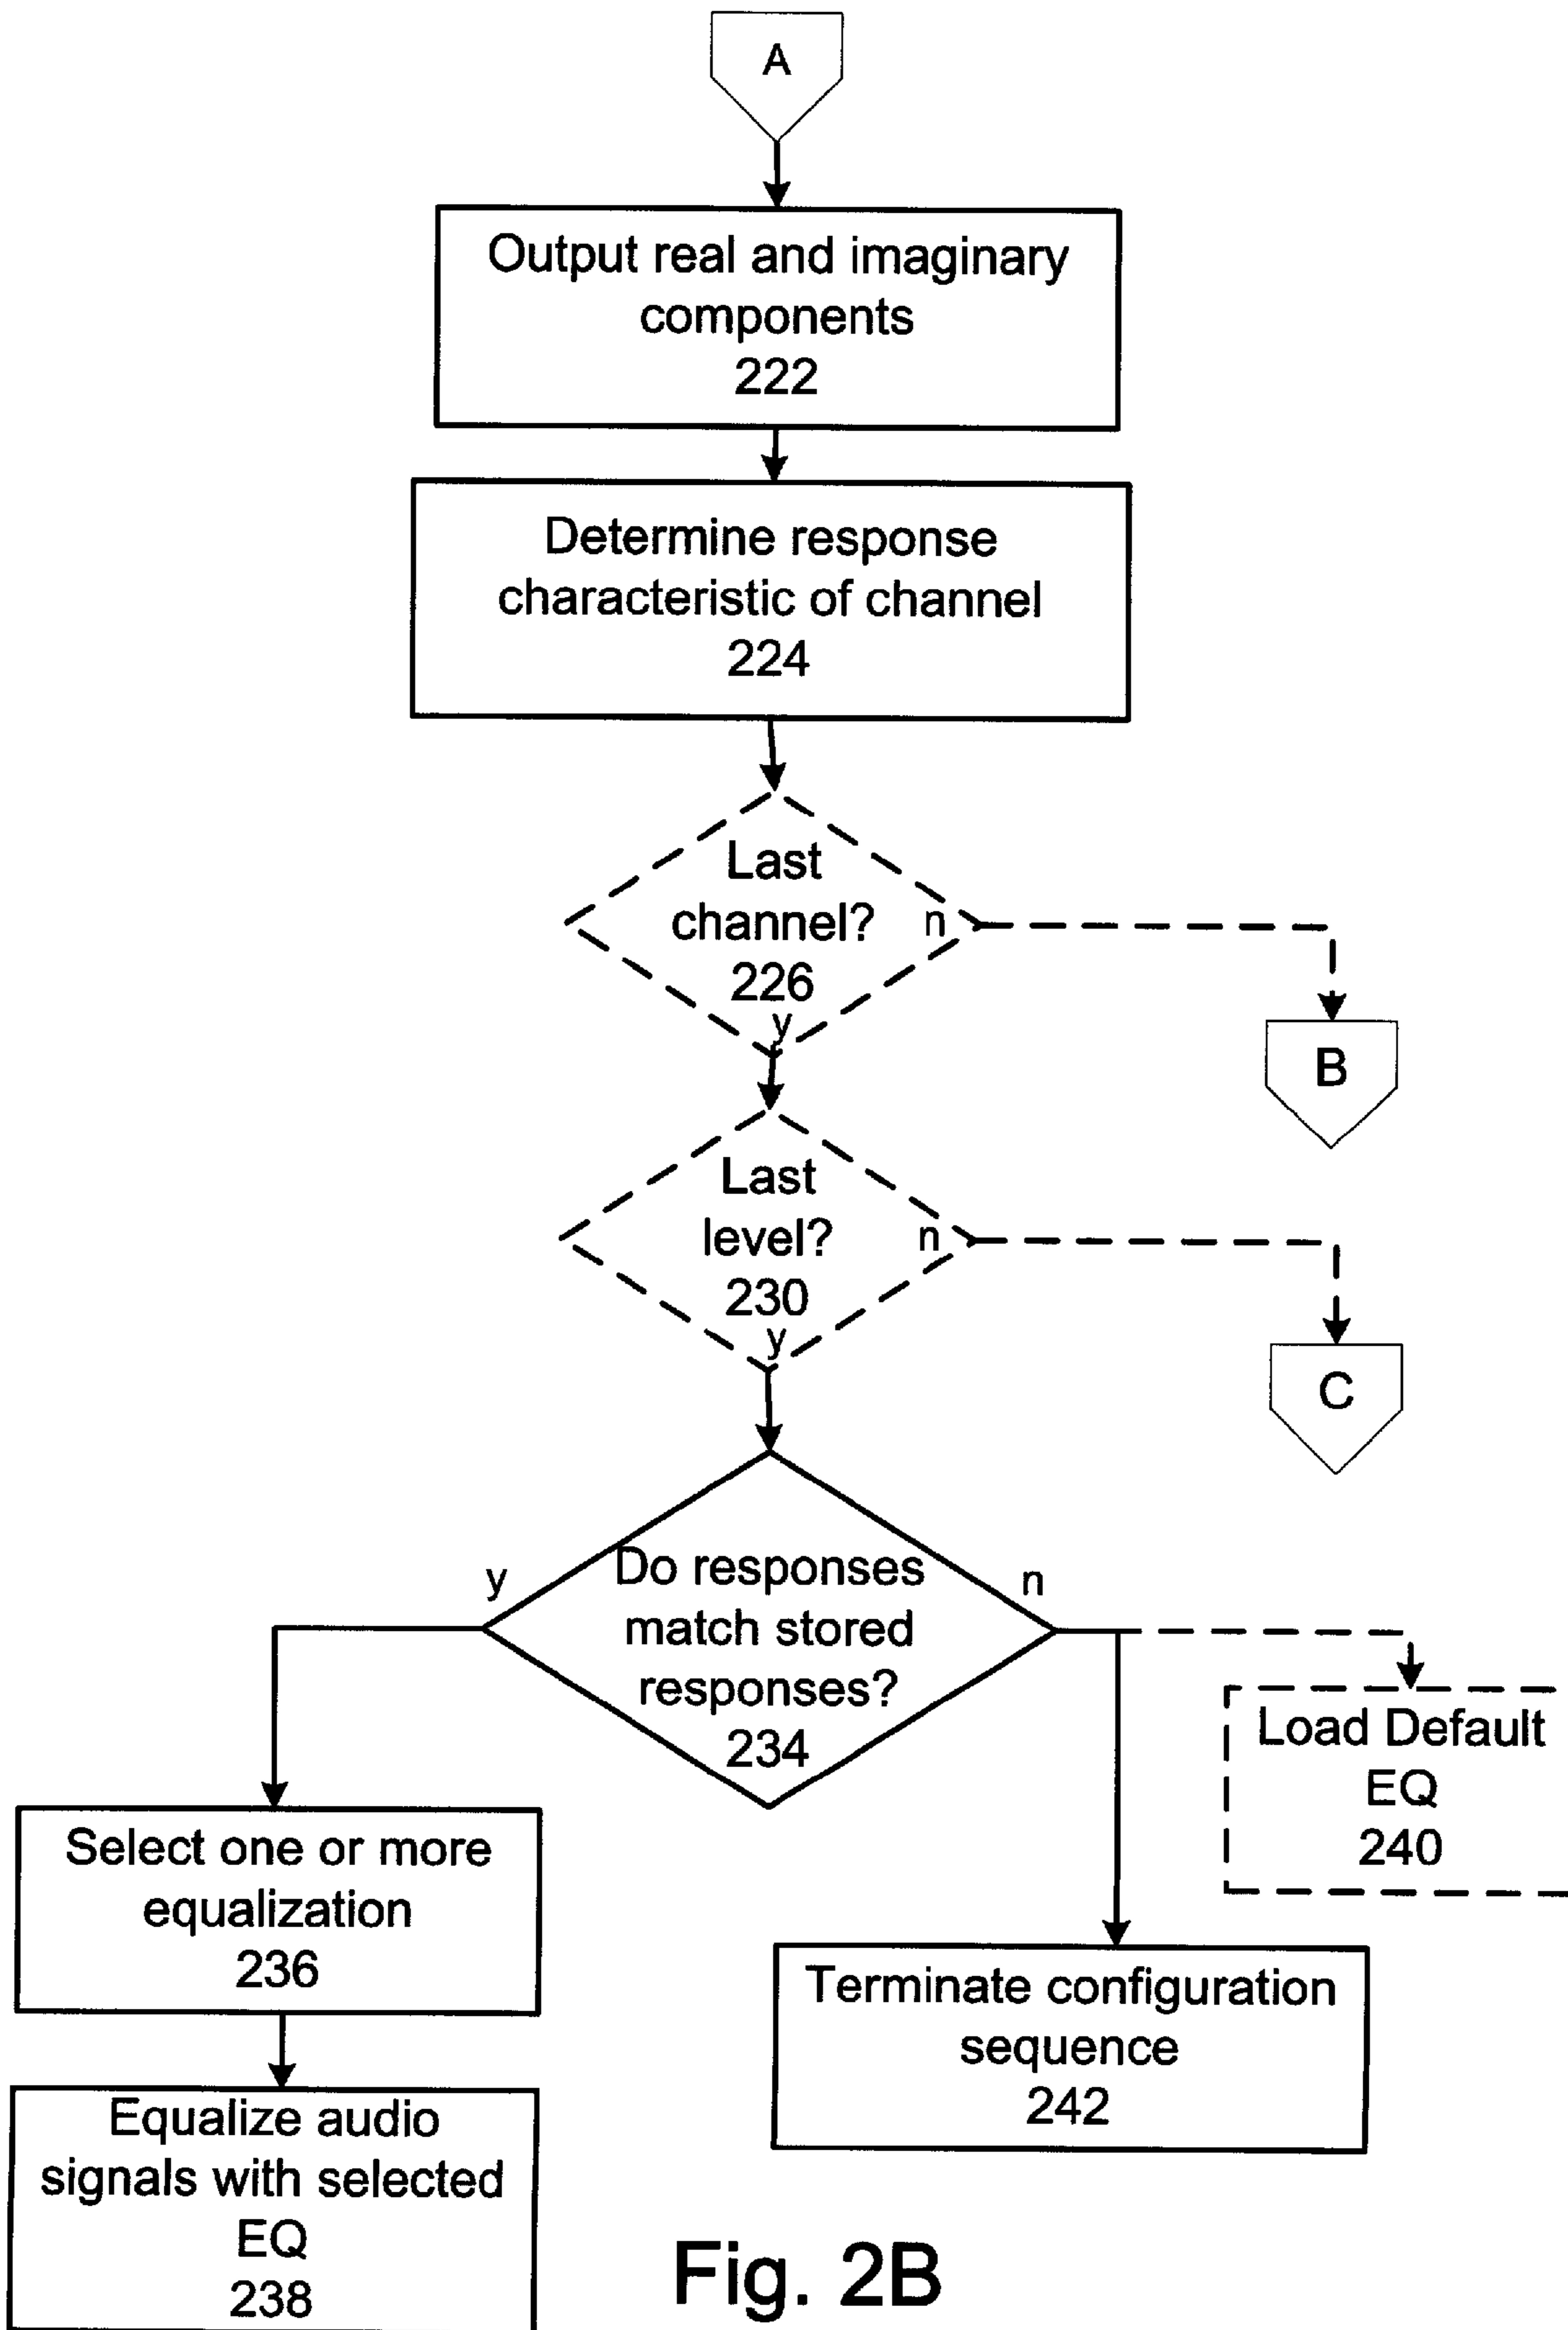 A
Output real and imaginary
components
222
Determine response
characteristic of channel
224
Last
channel?
n
226
y
B
Last
level?
n
230
y
C
y
Do responses
n
match stored
responses?
234
Load Default
EQ
240
Select one or more
equalization
236
Terminate configuration
sequence
242
Equalize audio
signals with selected
EQ
238
Fig. 2B